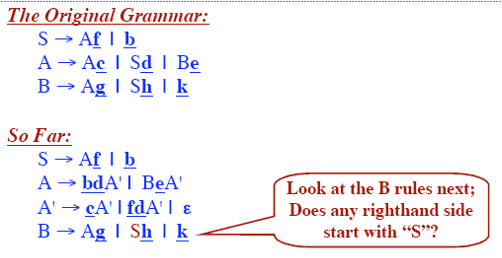 The Original Grammar:
S → Af | b
A → Ac | Sd | Be
B → Ag | Sh | k
So Far:
S → Af | b
A → bdA' | BeA'
A' → cA' | fdA' | ε
B → Ag | Sh | k
Look at the B rules next;
Does any righthand side
start with “S”?